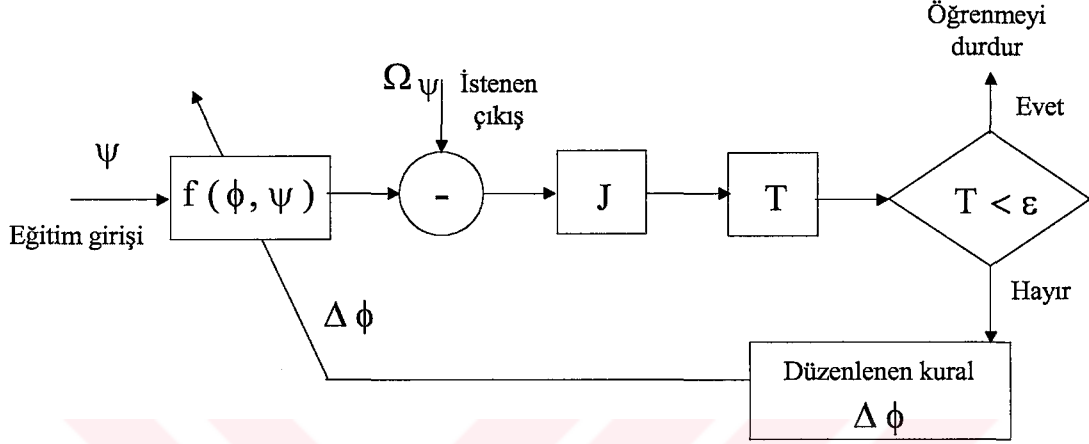 Öğrenmeyi
durdur
Evet
Ω ψ
İstenen
çıkış
ψ
f ( ϕ, ψ )
-
J
T
T < ε
Eğitim girişi
Hayır
Δ ϕ
Düzenlenen kural
Δ ϕ